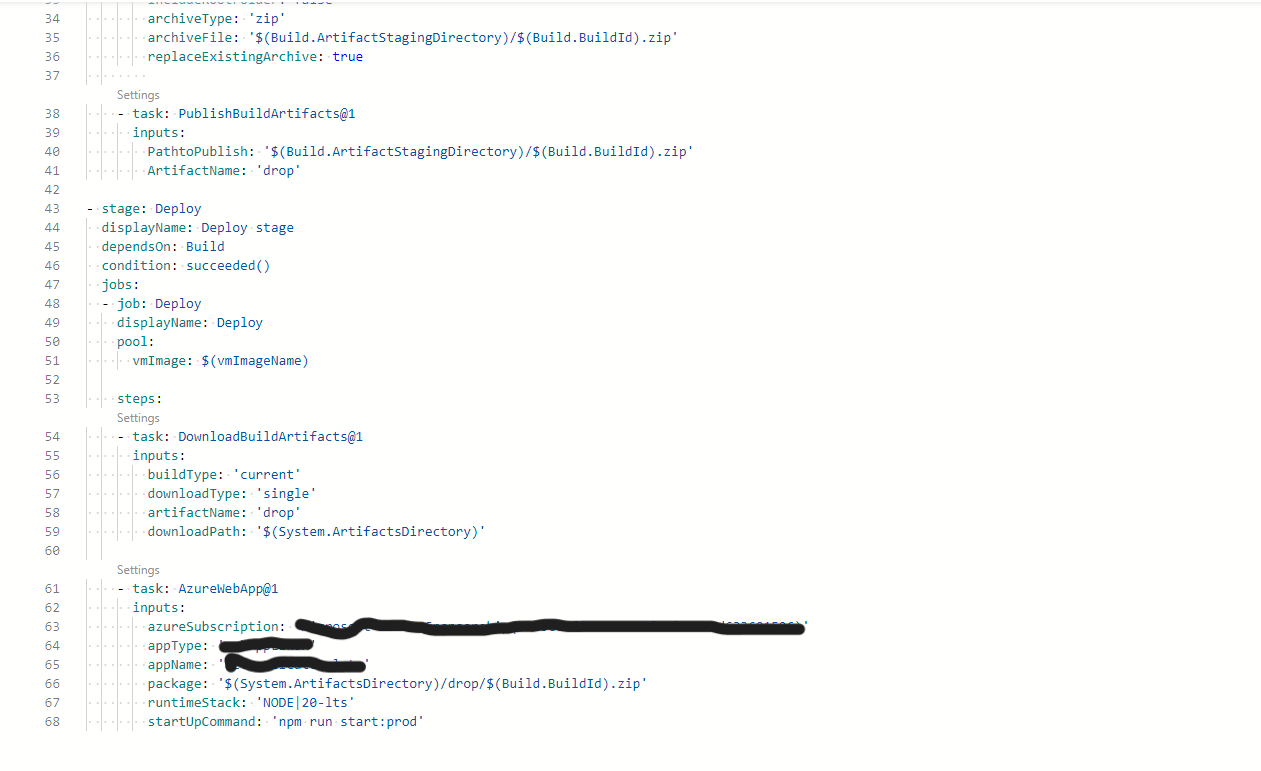 34 archiveType: 'zip'
35 archiveFile: '$(Build.ArtifactStagingDirectory)/$(Build.BuildId).zip'
36 replaceExistingArchive: true
37
Settings
38 - task: PublishBuildArtifacts@1
39 inputs:
40 PathtoPublish: '$(Build.ArtifactStagingDirectory)/$(Build.BuildId).zip'
41 ArtifactName: 'drop'
42
43 - stage: Deploy
44 displayName: Deploy stage
45 dependsOn: Build
46 condition: succeeded()
47 jobs:
48 - job: Deploy
49 displayName: Deploy
50 pool:
51 vmImage: $(vmImageName)
52
53 steps:
Settings
54 - task: DownloadBuildArtifacts@1
55 inputs:
56 buildType: 'current'
57 downloadType: 'single'
58 artifactName: 'drop'
59 downloadPath: '$(System.ArtifactsDirectory)'
60
Settings
61 - task: AzureWebApp@1
62 inputs:
63 azureSubscription:
64 appType:
65 appName:
66 package: '$(System.ArtifactsDirectory)/drop/$(Build.BuildId).zip'
67 runtimeStack: 'NODE|20-lts'
68 startUpCommand: 'npm run start:prod'